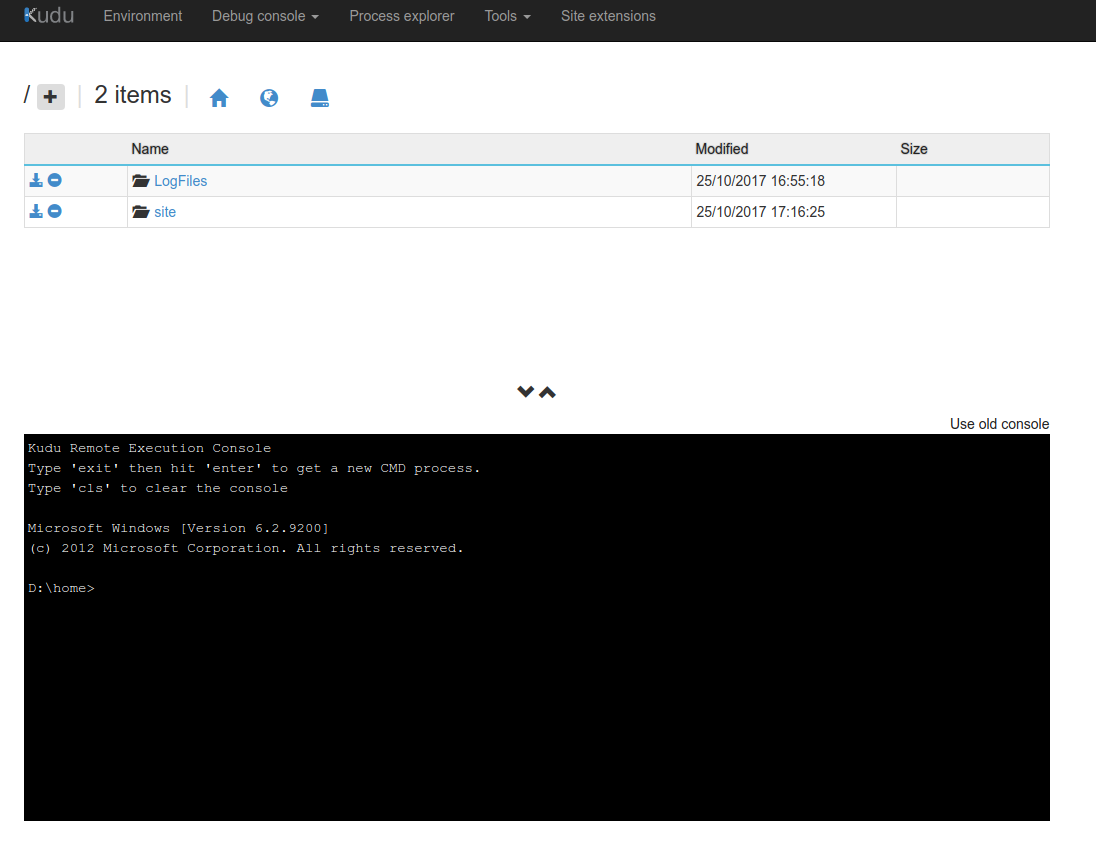 Kudu Environment Debug console Process explorer Tools Site extensions
/ 2 items
Name Modified Size
LogFiles 25/10/2017 16:55:18
site 25/10/2017 17:16:25
Use old console
Kudu Remote Execution Console
Type 'exit' then hit 'enter' to get a new CMD process.
Type 'cls' to clear the console
Microsoft Windows [Version 6.2.9200]
(c) 2012 Microsoft Corporation. All rights reserved.
D:\home>